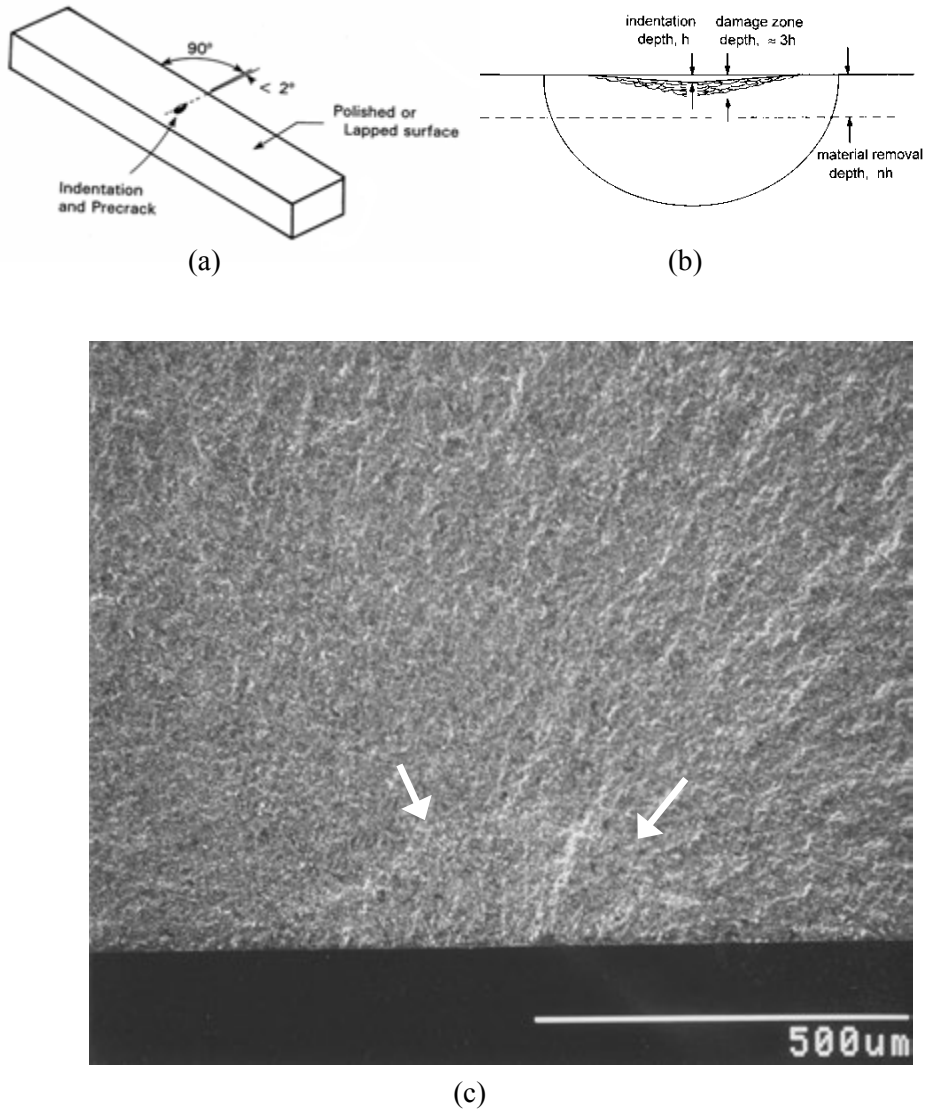 90°
< 2°
Polished or
Lapped surface
Indentation
and Precrack
(a)
indentation
depth, h
damage zone
depth, ≈ 3h
material removal
depth, nh
(b)
500um
(c)